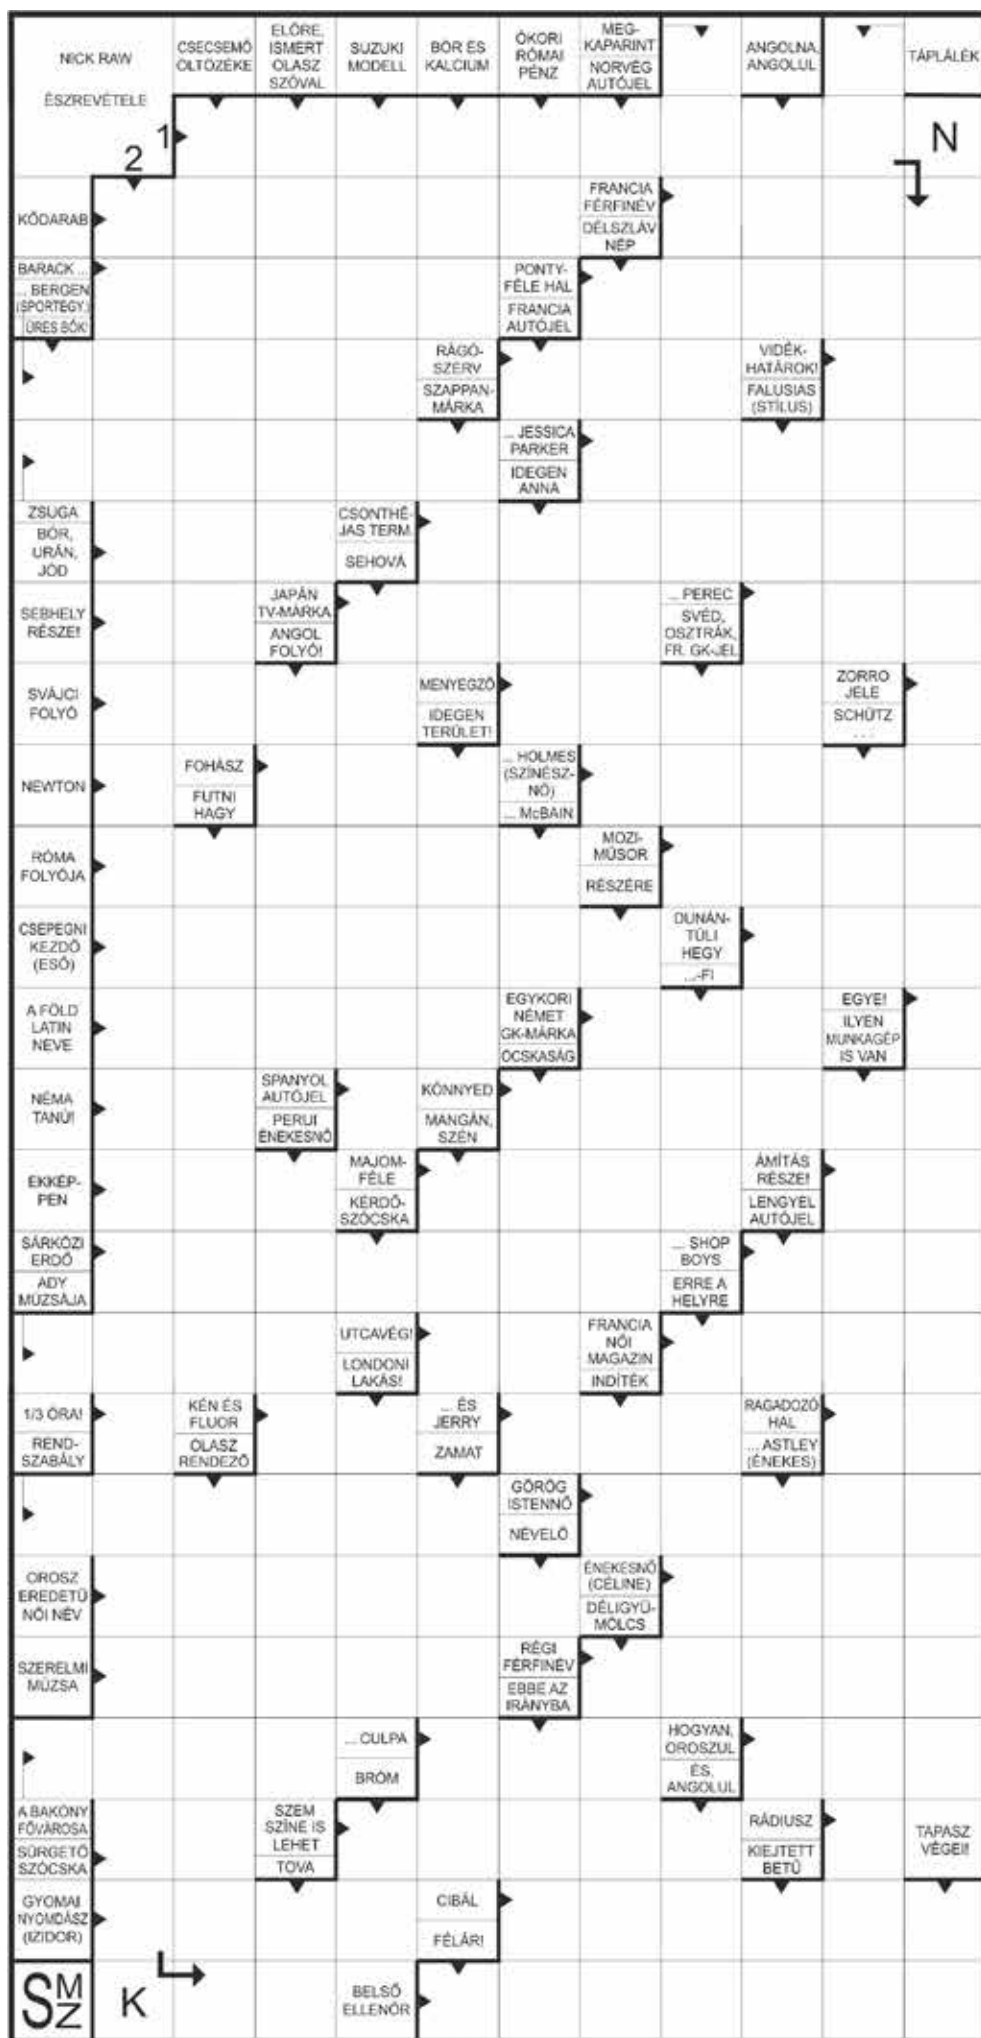 NICK RAW
ÉSZREVÉTELE
CSECSEMŐ
ÖLTÖZÉKE
ELŐRE,
ISMERT
OLASZ
SZÓVAL
SUZUKI
MODELL
BÓR ÉS
KALCIUM
ÓKORI
RÓMAI
PÉNZ
MEG-
KAPARINT
NORVÉG
AUTÓJEL
ANGOLNA,
ANGOLUL
TÁPLÁLÉK
1
2
N
KŐDARAB
FRANCIA
FÉRFINÉV
DÉLSZLÁV
NÉP
BARACK ...
... BERGEN
(SPORTEGY.)
ÜRES BÓK!
PONTY-
FÉLE HAL
FRANCIA
AUTÓJEL
RÁGÓ-
SZERV
SZAPPAN-
MÁRKA
VIDÉK-
HATÁROK!
FALUSIAS
(STÍLUS)
... JESSICA
PARKER
IDEGEN
ANNA
ZSUGA
BÓR,
URÁN,
JÓD
CSONTHÉ-
JAS TERM.
SEHOVÁ
SEBHELY
RÉSZE!
JAPÁN
TV-MÁRKA
ANGOL
FOLYÓ!
... PEREC
SVÉD,
OSZTRÁK,
FR. GK-JEL
SVÁJCI
FOLYÓ
MENYEGZŐ
IDEGEN
TERÜLET!
ZORRO
JELE
SCHÜTZ
...
NEWTON
FOHÁSZ
FUTNI
HAGY
... HOLMES
(SZÍNÉSZ-
NŐ)
... McBAIN
RÓMA
FOLYÓJA
MOZI-
MŰSOR
RÉSZÉRE
CSEPEGNI
KEZDŐ
(ESŐ)
DUNÁN-
TÚLI
HEGY
...-FI
A FÖLD
LATIN
NEVE
EGYKORI
NÉMET
GK-MÁRKA
ÓCSKASÁG
EGYE!
ILYEN
MUNKAGÉP
IS VAN
NÉMA
TANÚ!
SPANYOL
AUTÓJEL
PERUI
ÉNEKESNŐ
KÖNNYED
MANGÁN,
SZÉN
EKKÉP-
PEN
MAJOM-
FÉLE
KÉRDŐ-
SZÓCSKA
ÁMÍTÁS
RÉSZE!
LENGYEL
AUTÓJEL
SÁRKÖZI
ERDŐ
ADY
MÚZSÁJA
... SHOP
BOYS
ERRE A
HELYRE
UTCAVÉG!
LONDONI
LAKÁS!
FRANCIA
NŐI
MAGAZIN
INDÍTÉK
1/3 ÓRA!
REND-
SZABÁLY
KÉN ÉS
FLUOR
OLASZ
RENDEZŐ
... ÉS
JERRY
ZAMAT
RAGADOZÓ
HAL
... ASTLEY
(ÉNEKES)
GÖRÖG
ISTENNŐ
NÉVELŐ
OROSZ
EREDETŰ
NŐI NÉV
ÉNEKESNŐ
(CÉLINE)
DÉLIGYÜ-
MÖLCS
SZERELMI
MÚZSA
RÉGI
FÉRFINÉV
EBBE AZ
IRÁNYBA
... CULPA
BRÓM
HOGYAN,
OROSZUL
ÉS,
ANGOLUL
A BAKONY
FŐVÁROSA
SÜRGETŐ
SZÓCSKA
SZEM
SZÍNE IS
LEHET
TOVA
RÁDIUSZ
KIEJTETT
BETŰ
TAPASZ
VÉGEI!
GYOMAI
NYOMDÁSZ
(IZIDOR)
CIBÁL
FÉLÁR!
SMZ
K
BELSŐ
ELLENŐR